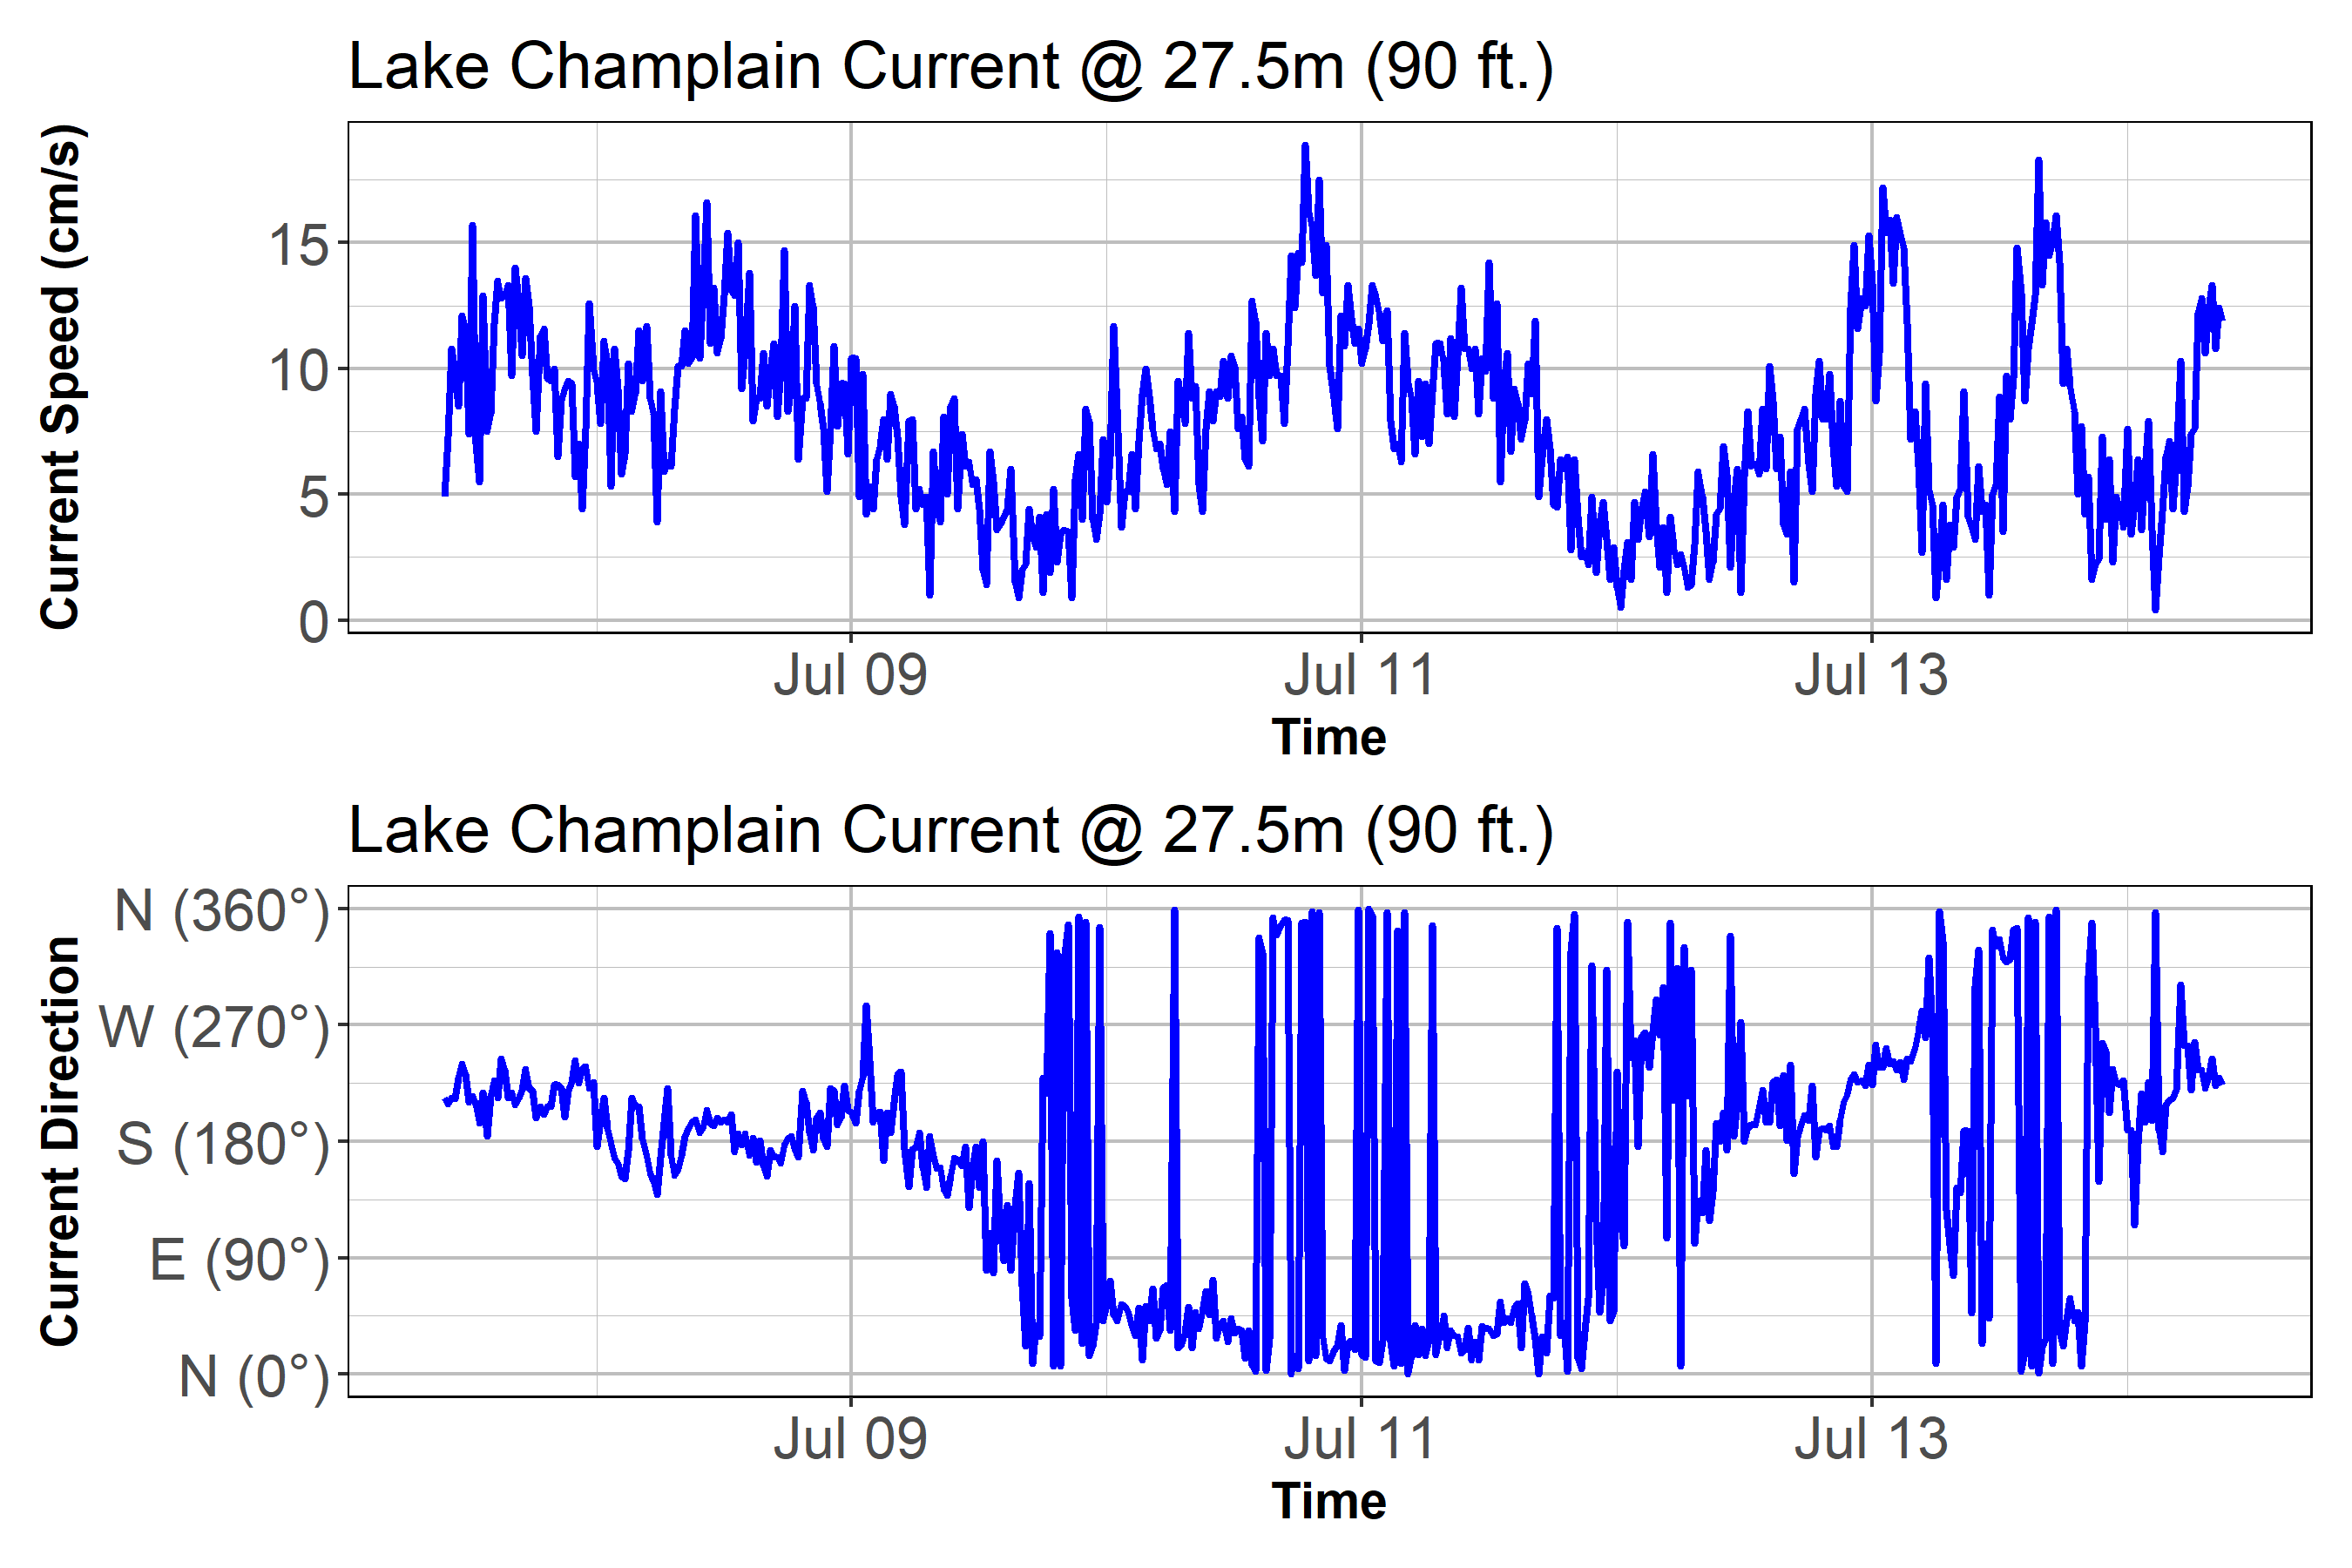 Lake Champlain Current @ 27.5m (90 ft.)
Current Speed (cm/s)
15
10
5
0
Jul 09 Jul 11 Jul 13
Time
Lake Champlain Current @ 27.5m (90 ft.)
Current Direction
N (360°)
W (270°)
S (180°)
E (90°)
N (0°)
Jul 09 Jul 11 Jul 13
Time